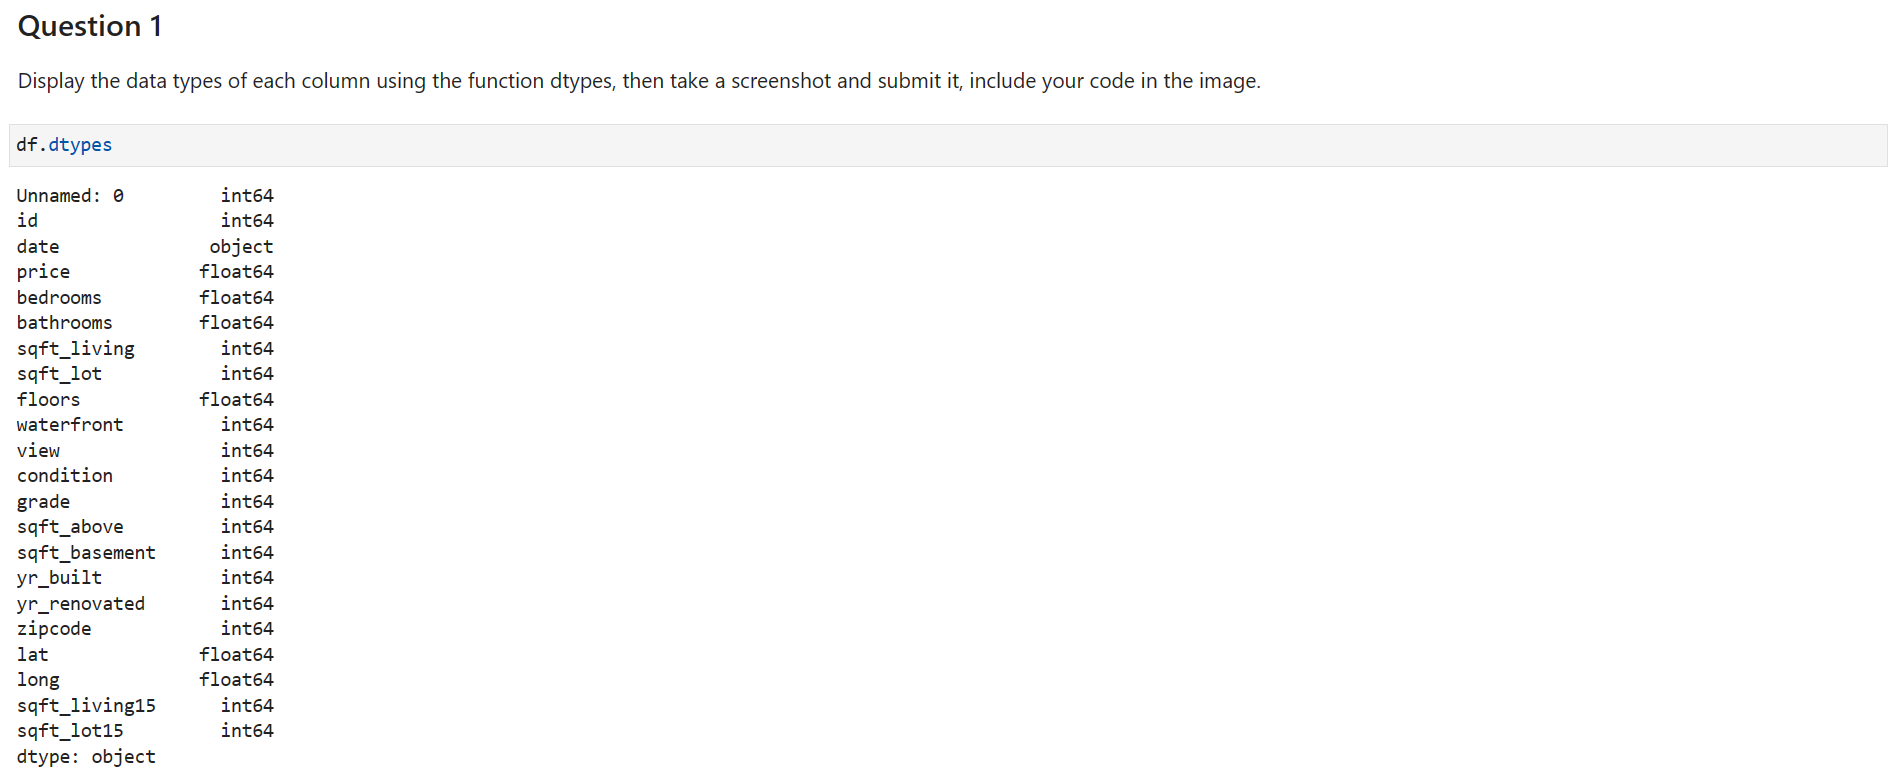 Question 1
Display the data types of each column using the function dtypes, then take a screenshot and submit it, include your code in the image.
df.dtypes
Unnamed: 0         int64
id                 int64
date              object
price            float64
bedrooms         float64
bathrooms        float64
sqft_living        int64
sqft_lot           int64
floors           float64
waterfront         int64
view               int64
condition          int64
grade              int64
sqft_above         int64
sqft_basement      int64
yr_built           int64
yr_renovated       int64
zipcode            int64
lat              float64
long             float64
sqft_living15      int64
sqft_lot15         int64
dtype: object